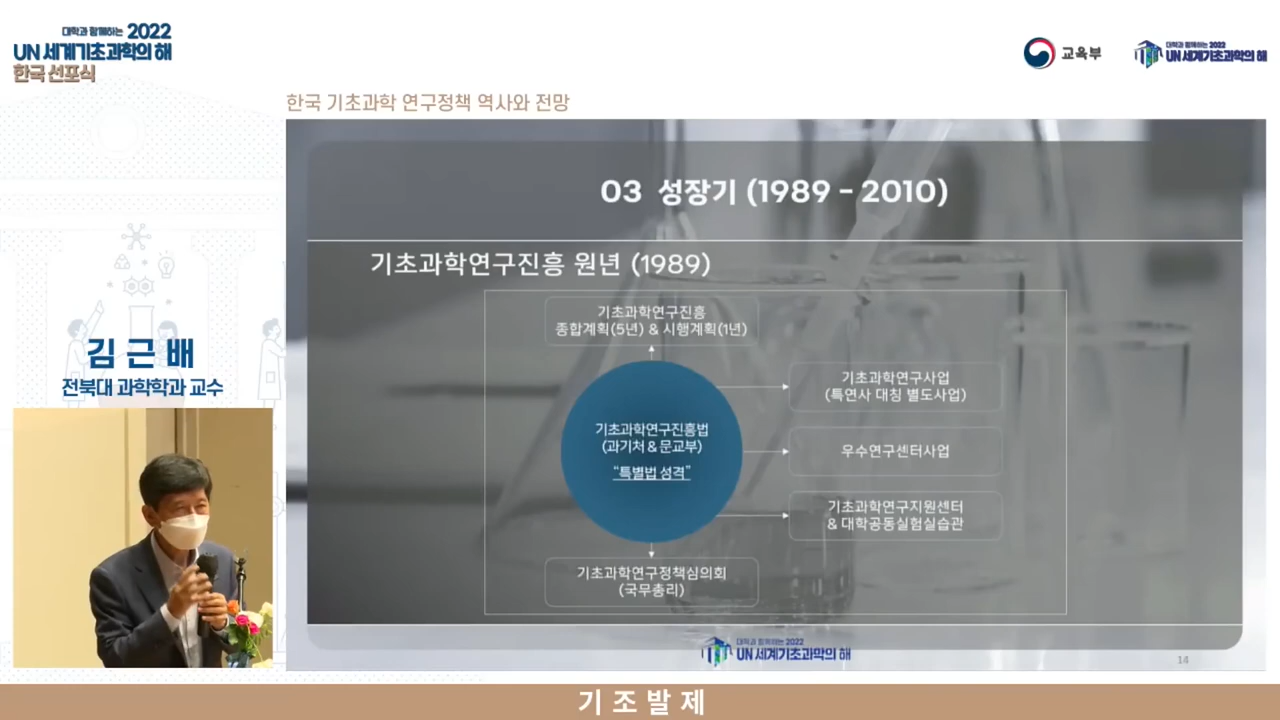 대학과 함께하는 2022
UN 세계기초과학의 해
한국 선포식
교육부
대학과 함께하는 2022
UN 세계기초과학의 해
한국 기초과학 연구정책 역사와 전망
03 성장기 (1989 - 2010)
기초과학연구진흥 원년 (1989)
기초과학연구진흥
종합계획(5년) & 시행계획(1년)
기초과학연구진흥법
(과기처 & 문교부)
“특별법 성격”
기초과학연구사업
(특연사 대칭 별도사업)
우수연구센터사업
기초과학연구지원센터
& 대학공동실험실습관
기초과학연구정책심의회
(국무총리)
대학과 함께하는 2022
UN 세계기초과학의 해
14
김근배
전북대 과학학과 교수
기조발제